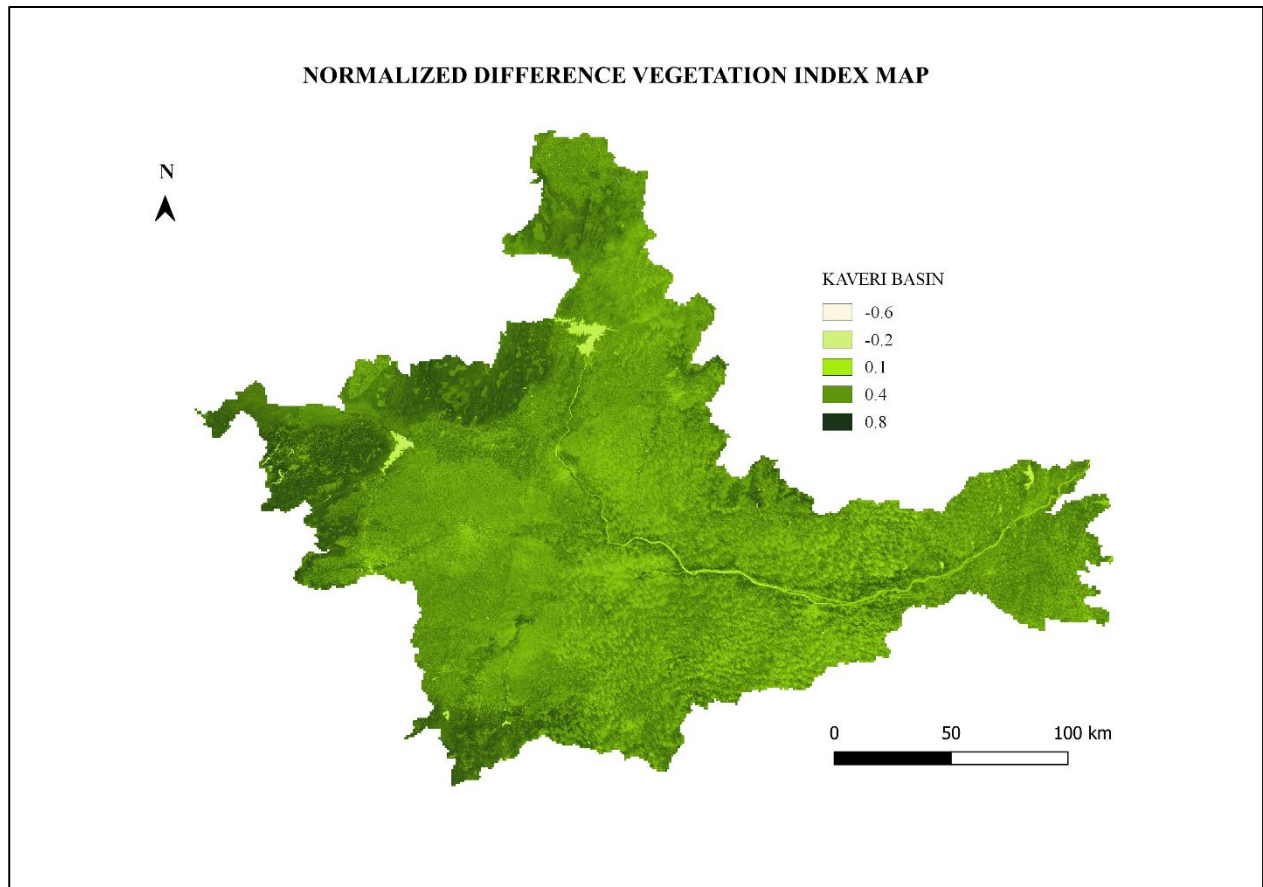 NORMALIZED DIFFERENCE VEGETATION INDEX MAP
N
KAVERI BASIN
-0.6
-0.2
0.1
0.4
0.8
0 50 100 km